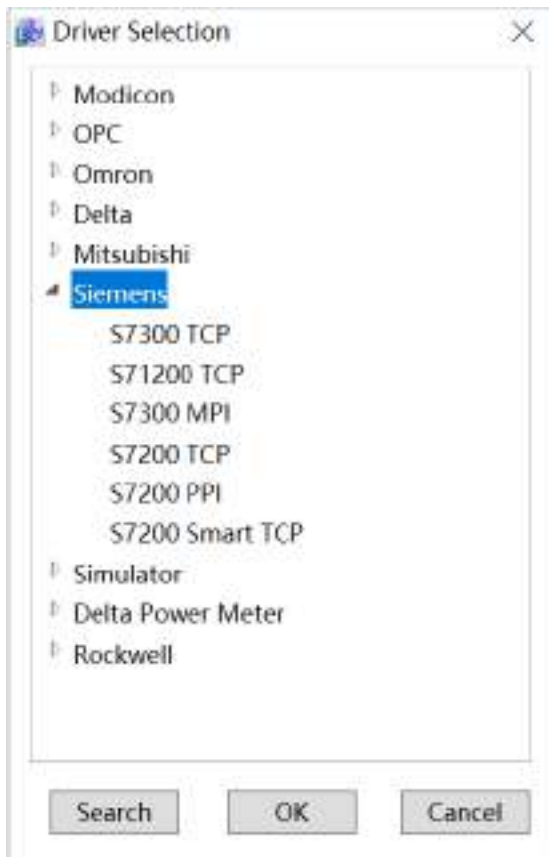 Driver Selection
Modicon
OPC
Omron
Delta
Mitsubishi
Siemens
S7300 TCP
S71200 TCP
S7300 MPI
S7200 TCP
S7200 PPI
S7200 Smart TCP
Simulator
Delta Power Meter
Rockwell
Search OK Cancel